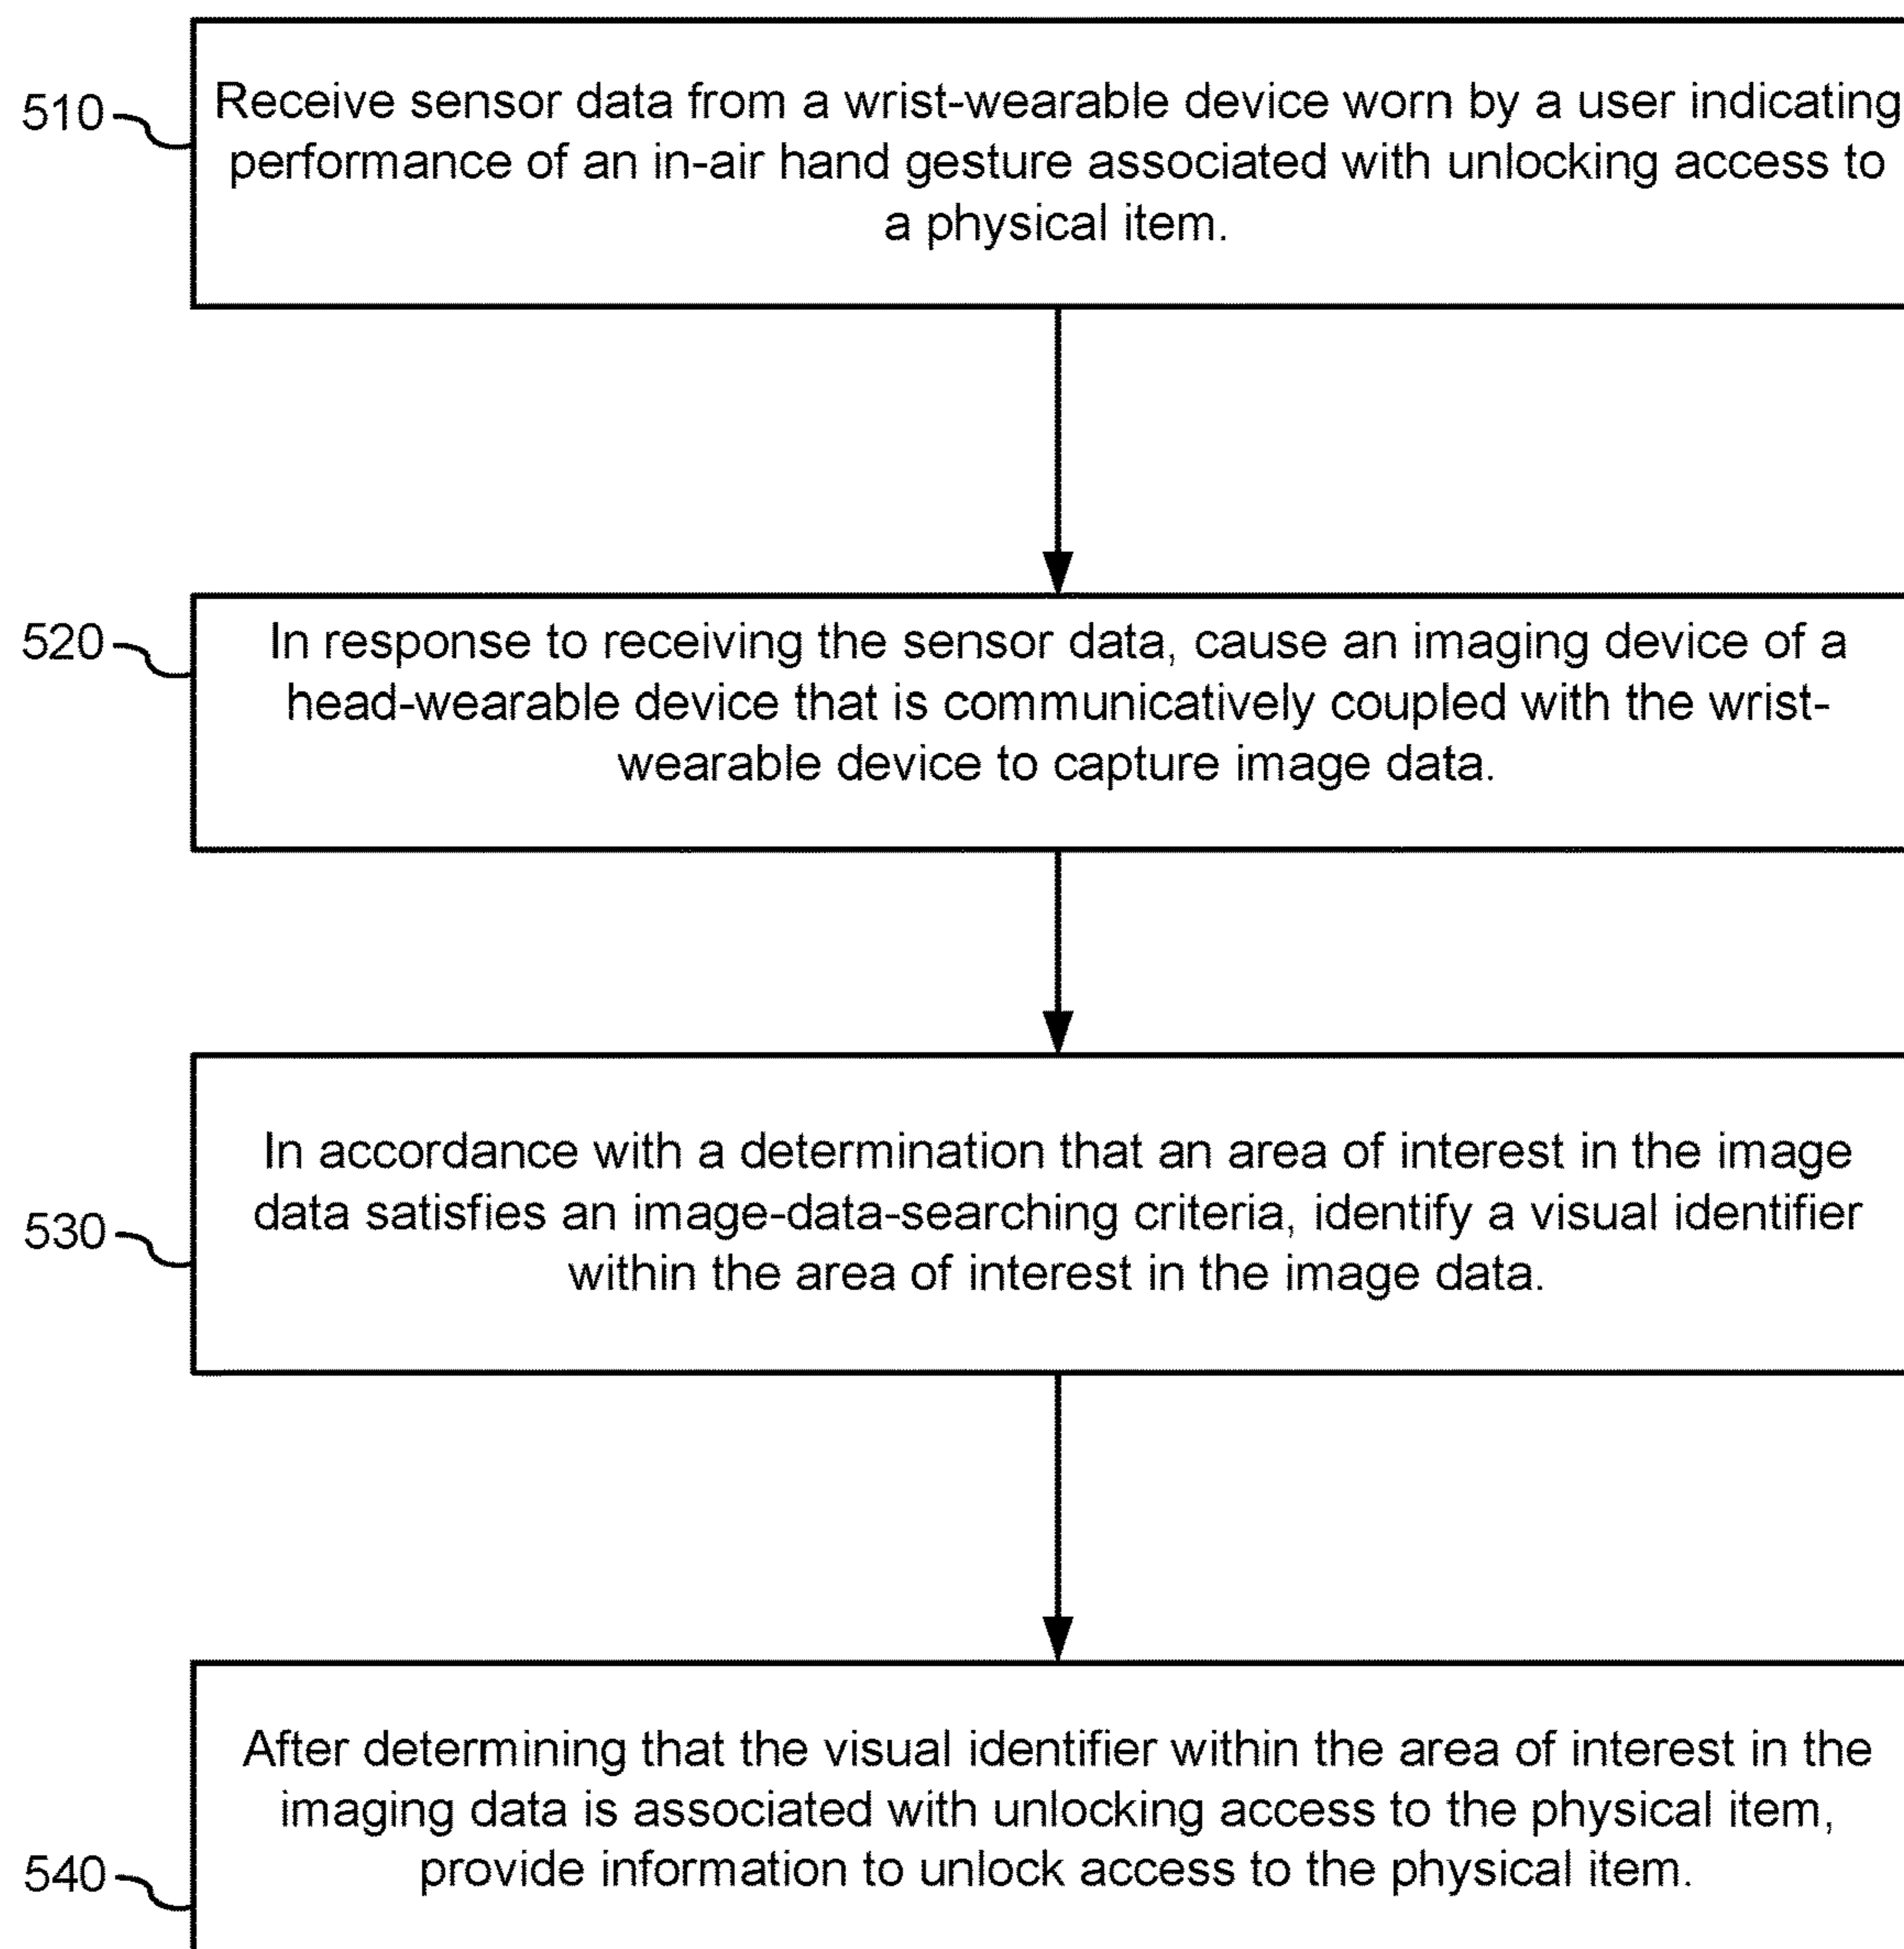 510
Receive sensor data from a wrist-wearable device worn by a user indicating
performance of an in-air hand gesture associated with unlocking access to
a physical item.
520
In response to receiving the sensor data, cause an imaging device of a
head-wearable device that is communicatively coupled with the wrist-
wearable device to capture image data.
530
In accordance with a determination that an area of interest in the image
data satisfies an image-data-searching criteria, identify a visual identifier
within the area of interest in the image data.
540
After determining that the visual identifier within the area of interest in the
imaging data is associated with unlocking access to the physical item,
provide information to unlock access to the physical item.